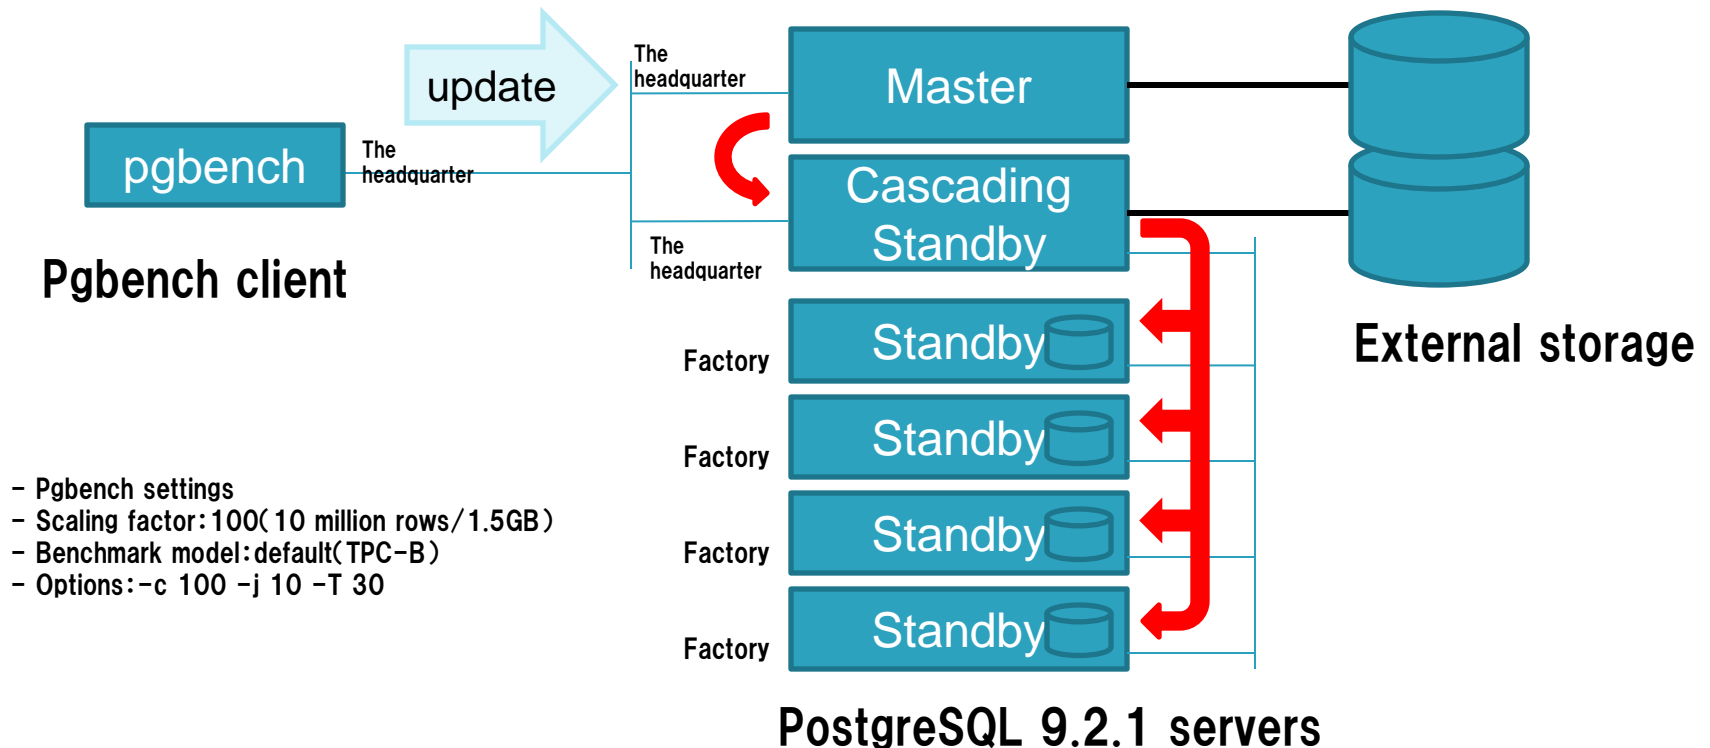 update
The
headquarter
Master
pgbench
The
headquarter
Cascading
Standby
The
headquarter
Pgbench client
Standby
Factory
External storage
Standby
Factory
Standby
Factory
Standby
Factory
- Pgbench settings
- Scaling factor:100(10 million rows/1.5GB)
- Benchmark model:default(TPC-B)
- Options:-c 100 -j 10 -T 30
PostgreSQL 9.2.1 servers